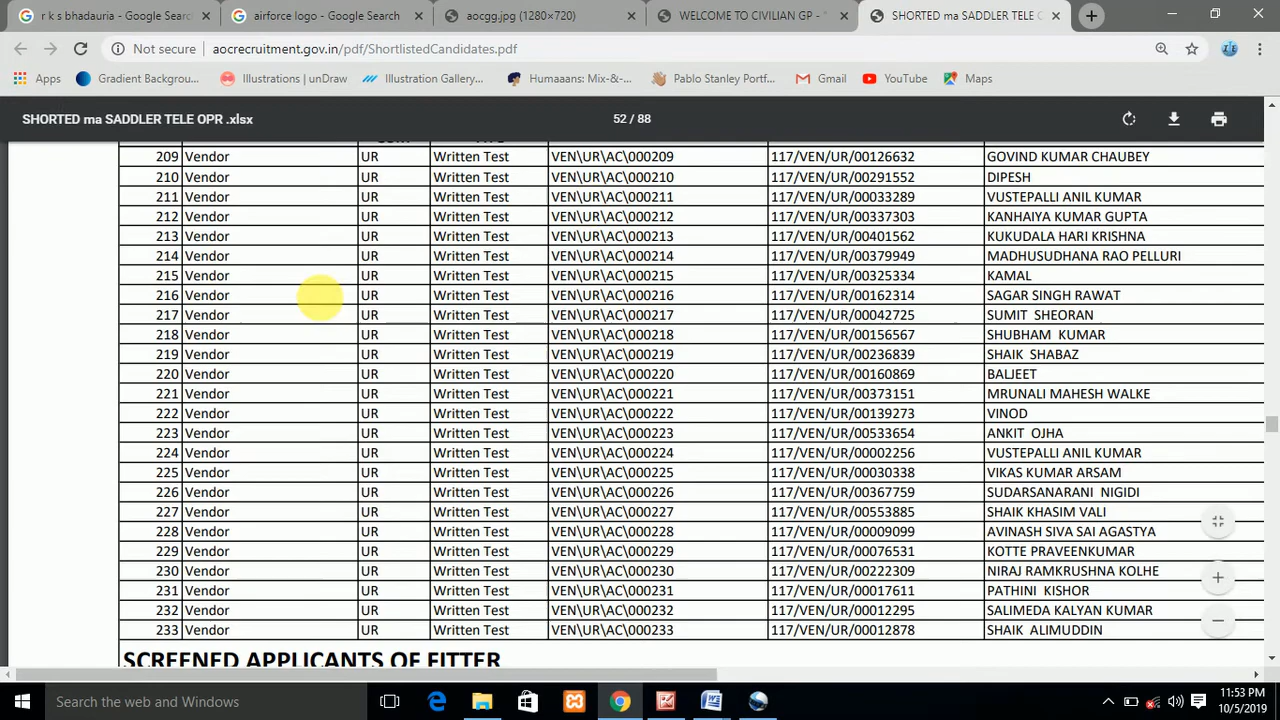 r k s bhadauria - Google Searc
airforce logo - Google Search
aocgg.jpg (1280×720)
WELCOME TO CIVILIAN GP -
SHORTED ma SADDLER TELE O
Not secure
aocrecruitment.gov.in/pdf/ShortlistedCandidates.pdf
Apps
Gradient Backgrou...
Illustrations | unDraw
Illustration Gallery...
Humaaans: Mix-&-...
Pablo Stanley Portf...
Gmail
YouTube
Maps
SHORTED ma SADDLER TELE OPR .xlsx
52 / 88
209 Vendor UR Written Test VEN\UR\AC\000209 117/VEN/UR/00126632 GOVIND KUMAR CHAUBEY
210 Vendor UR Written Test VEN\UR\AC\000210 117/VEN/UR/00291552 DIPESH
211 Vendor UR Written Test VEN\UR\AC\000211 117/VEN/UR/00033289 VUSTEPALLI ANIL KUMAR
212 Vendor UR Written Test VEN\UR\AC\000212 117/VEN/UR/00337303 KANHAIYA KUMAR GUPTA
213 Vendor UR Written Test VEN\UR\AC\000213 117/VEN/UR/00401562 KUKUDALA HARI KRISHNA
214 Vendor UR Written Test VEN\UR\AC\000214 117/VEN/UR/00379949 MADHUSUDHANA RAO PELLURI
215 Vendor UR Written Test VEN\UR\AC\000215 117/VEN/UR/00325334 KAMAL
216 Vendor UR Written Test VEN\UR\AC\000216 117/VEN/UR/00162314 SAGAR SINGH RAWAT
217 Vendor UR Written Test VEN\UR\AC\000217 117/VEN/UR/00042725 SUMIT SHEORAN
218 Vendor UR Written Test VEN\UR\AC\000218 117/VEN/UR/00156567 SHUBHAM KUMAR
219 Vendor UR Written Test VEN\UR\AC\000219 117/VEN/UR/00236839 SHAIK SHABAZ
220 Vendor UR Written Test VEN\UR\AC\000220 117/VEN/UR/00160869 BALJEET
221 Vendor UR Written Test VEN\UR\AC\000221 117/VEN/UR/00373151 MRUNALI MAHESH WALKE
222 Vendor UR Written Test VEN\UR\AC\000222 117/VEN/UR/00139273 VINOD
223 Vendor UR Written Test VEN\UR\AC\000223 117/VEN/UR/00533654 ANKIT OJHA
224 Vendor UR Written Test VEN\UR\AC\000224 117/VEN/UR/00002256 VUSTEPALLI ANIL KUMAR
225 Vendor UR Written Test VEN\UR\AC\000225 117/VEN/UR/00030338 VIKAS KUMAR ARSAM
226 Vendor UR Written Test VEN\UR\AC\000226 117/VEN/UR/00367759 SUDARSANARANI NIGIDI
227 Vendor UR Written Test VEN\UR\AC\000227 117/VEN/UR/00553885 SHAIK KHASIM VALI
228 Vendor UR Written Test VEN\UR\AC\000228 117/VEN/UR/00009099 AVINASH SIVA SAI AGASTYA
229 Vendor UR Written Test VEN\UR\AC\000229 117/VEN/UR/00076531 KOTTE PRAVEENKUMAR
230 Vendor UR Written Test VEN\UR\AC\000230 117/VEN/UR/00222309 NIRAJ RAMKRUSHNA KOLHE
231 Vendor UR Written Test VEN\UR\AC\000231 117/VEN/UR/00017611 PATHINI KISHOR
232 Vendor UR Written Test VEN\UR\AC\000232 117/VEN/UR/00012295 SALIMEDA KALYAN KUMAR
233 Vendor UR Written Test VEN\UR\AC\000233 117/VEN/UR/00012878 SHAIK ALIMUDDIN
SCREENED APPLICANTS OF FITTER
Search the web and Windows
11:53 PM
10/5/2019